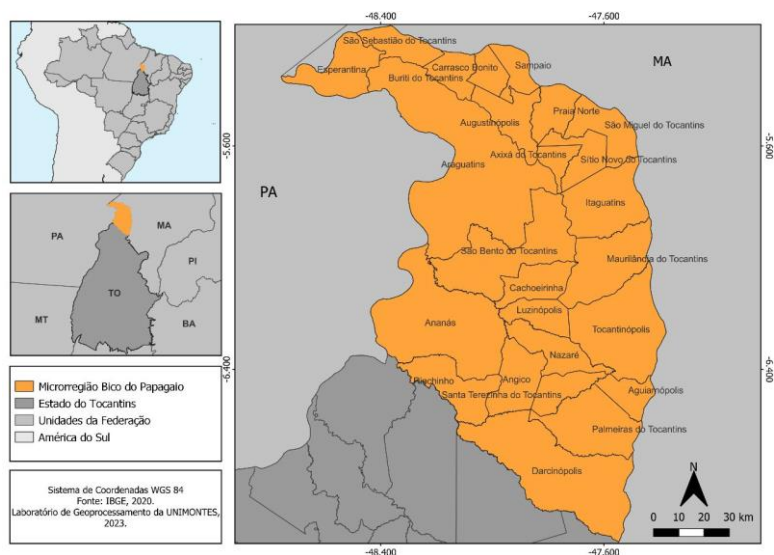 -48.400
-47.600
São Sebastião do Tocantins
MA
Esperantina
Carrasco Bonito
Sampaio
Buriti do Tocantins
Praia Norte
Augustinópolis
São Miguel do Tocantins
-5.600
-5.600
Axixá do Tocantins
Sítio Novo do Tocantins
Araguatins
PA
Itaguatins
São Bento do Tocantins
Maurilândia do Tocantins
Cachoeirinha
Luzinópolis
Ananás
Tocantinópolis
Nazaré
-6.400
-6.400
Riachinho
Angico
Aguiarnópolis
Santa Terezinha do Tocantins
Palmeiras do Tocantins
Darcinópolis
N
0 10 20 30 km
-48.400
-47.600
PA
MA
PI
TO
MT
BA
Microrregião Bico do Papagaio
Estado do Tocantins
Unidades da Federação
América do Sul
Sistema de Coordenadas WGS 84
Fonte: IBGE, 2020.
Laboratório de Geoprocessamento da UNIMONTES,
2023.